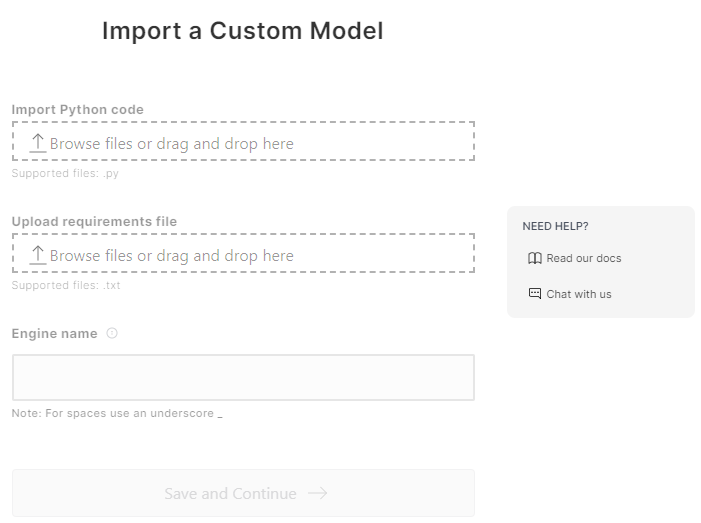 Import a Custom Model
Import Python code
Browse files or drag and drop here
Supported files: .py
Upload requirements file
Browse files or drag and drop here
Supported files: .txt
Engine name
Note: For spaces use an underscore _
Save and Continue →
NEED HELP?
Read our docs
Chat with us